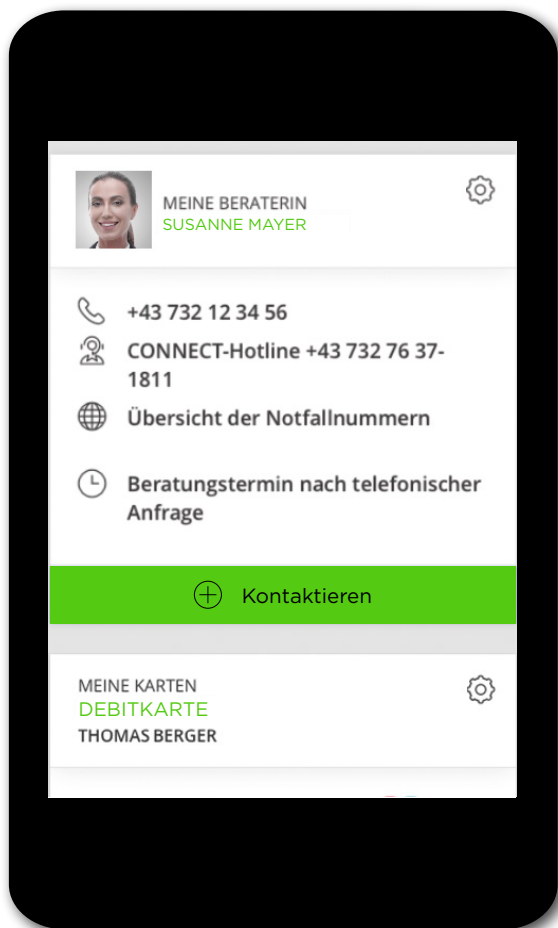 MEINE BERATERIN
SUSANNE MAYER
+43 732 12 34 56
CONNECT-Hotline +43 732 76 37-
1811
Übersicht der Notfallnummern
Beratungstermin nach telefonischer
Anfrage
Kontaktieren
MEINE KARTEN
DEBITKARTE
THOMAS BERGER